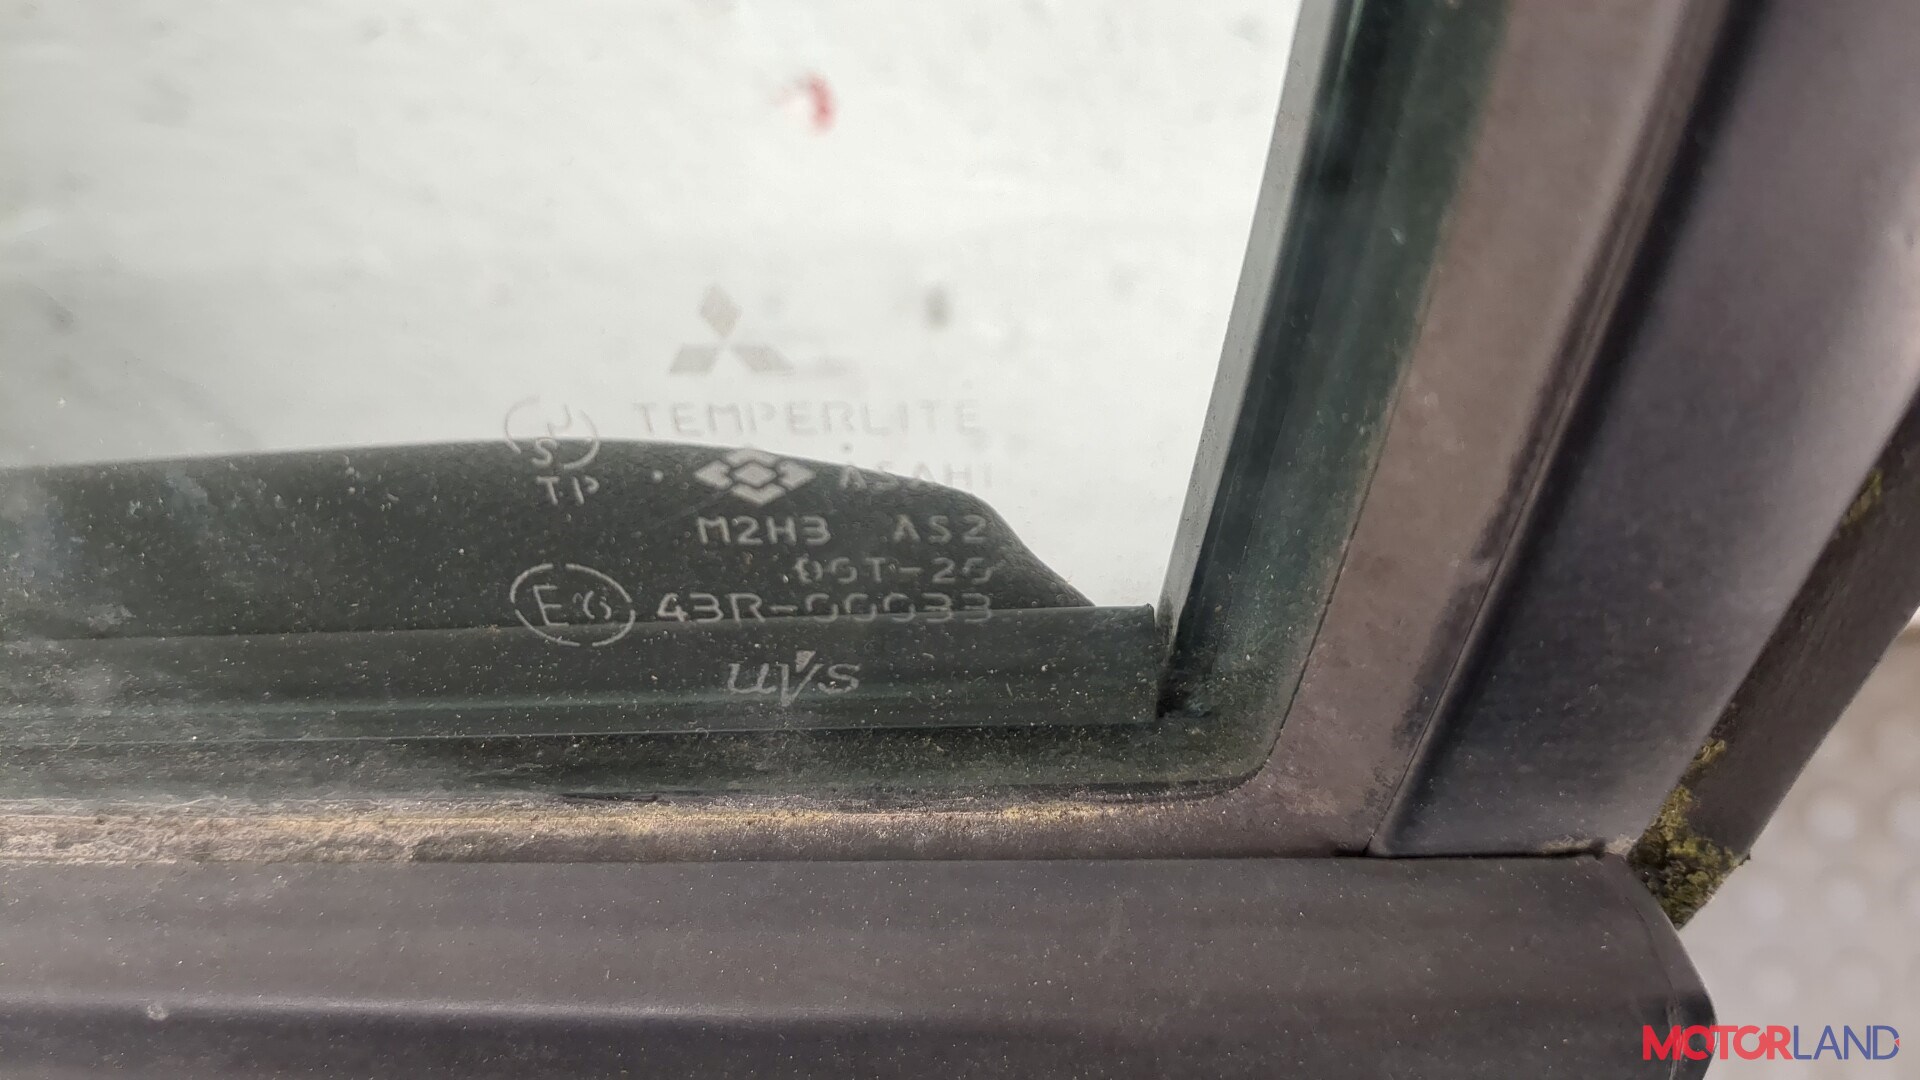 TEMPERLITE
J
S
TP
ASAHI
M2H3 AS2
43R-00033
UVS
MOTORLAND